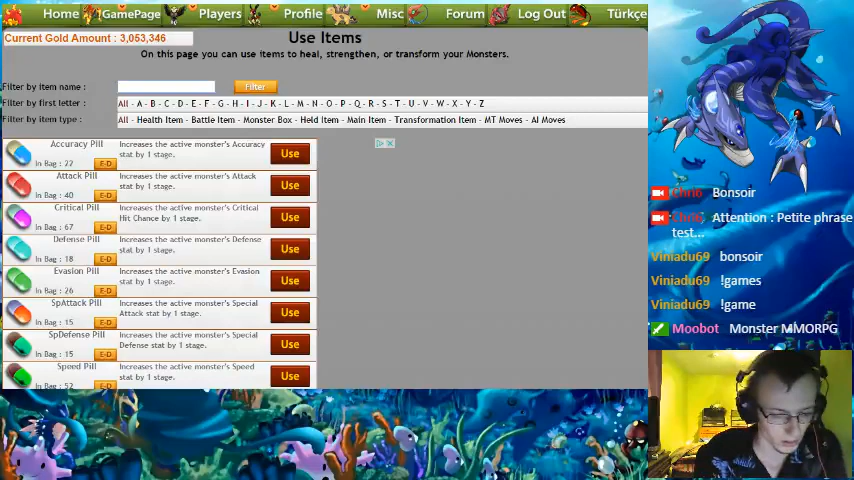 Home GamePage Players Profile Misc Forum Log Out Türkçe
Current Gold Amount : 3,053,346
Use Items
On this page you can use items to heal, strengthen, or transform your Monsters.
Filter by item name : Filter
Filter by first letter : All - A - B - C - D - E - F - G - H - I - J - K - L - M - N - O - P - Q - R - S - T - U - V - W - X - Y - Z
Filter by item type : All - Health Item - Battle Item - Monster Box - Held Item - Main Item - Transformation Item - MT Moves - AI Moves
Accuracy Pill
In Bag : 22 E-D
Increases the active monster's Accuracy
stat by 1 stage.
Use
Attack Pill
In Bag : 40 E-D
Increases the active monster's Attack
stat by 1 stage.
Use
Critical Pill
In Bag : 67 E-D
Increases the active monster's Critical
Hit Chance by 1 stage.
Use
Defense Pill
In Bag : 18 E-D
Increases the active monster's Defense
stat by 1 stage.
Use
Evasion Pill
In Bag : 26 E-D
Increases the active monster's Evasion
stat by 1 stage.
Use
SpAttack Pill
In Bag : 15 E-D
Increases the active monster's Special
Attack stat by 1 stage.
Use
SpDefense Pill
In Bag : 15 E-D
Increases the active monster's Special
Defense stat by 1 stage.
Use
Speed Pill
In Bag : 52 E-D
Increases the active monster's Speed
stat by 1 stage.
Use
Bonsoir
Attention : Petite phrase
test...
Viniadu69 bonsoir
Viniadu69 !games
Viniadu69 !game
Moobot Monster MMORPG